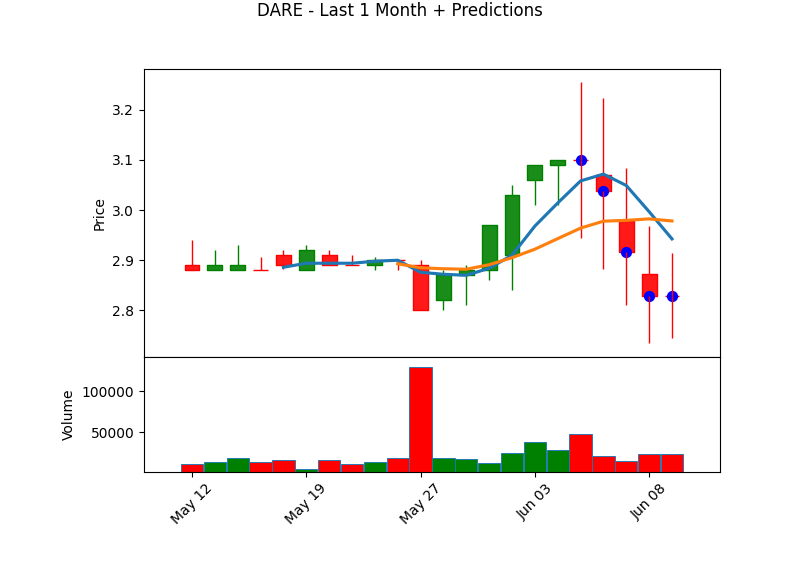 DARE - Last 1 Month + Predictions
3.2
3.1
3.0
2.9
2.8
Price
100000
50000
Volume
May 12
May 19
May 27
Jun 03
Jun 08